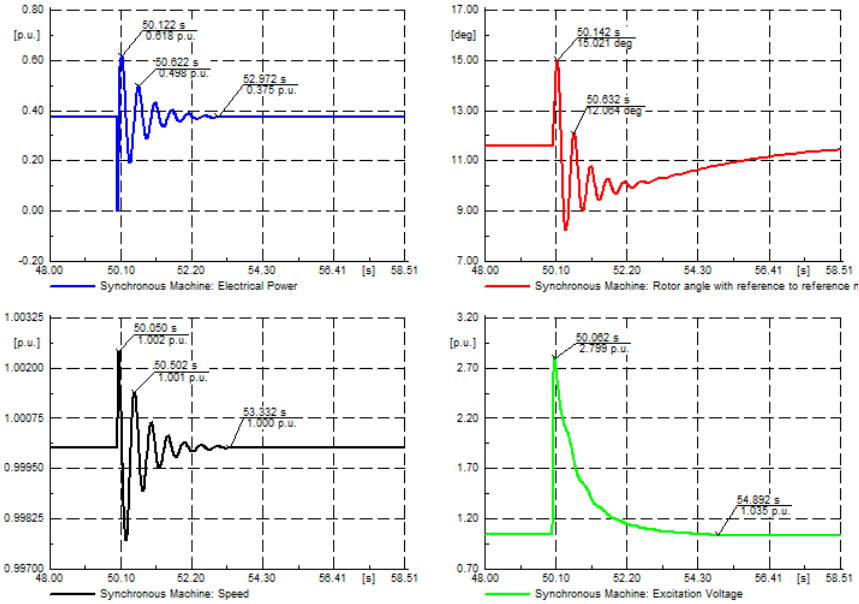 0.80
[p.u.]
0.60
0.40
0.20
0.00
-0.20
48.00 50.10 52.20 54.30 56.41 [s] 58.51
50.122 s
0.618 p.u.
50.622 s
0.498 p.u.
52.972 s
0.375 p.u.
Synchronous Machine: Electrical Power
17.00
[deg]
15.00
13.00
11.00
9.00
7.00
48.00 50.10 52.20 54.30 56.41 [s] 58.51
50.142 s
15.021 deg
50.632 s
12.064 deg
Synchronous Machine: Rotor angle with reference to reference m
1.00325
[p.u.]
1.00200
1.00075
0.99950
0.99825
0.99700
48.00 50.10 52.20 54.30 56.41 [s] 58.51
50.050 s
1.002 p.u.
50.502 s
1.001 p.u.
53.332 s
1.000 p.u.
Synchronous Machine: Speed
3.20
[p.u.]
2.70
2.20
1.70
1.20
0.70
48.00 50.10 52.20 54.30 56.41 [s] 58.51
50.062 s
2.799 p.u.
54.892 s
1.035 p.u.
Synchronous Machine: Excitation Voltage